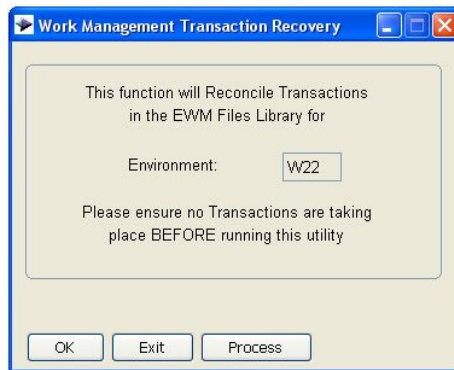 Work Management Transaction Recovery
This function will Reconcile Transactions
in the EWM Files Library for
Environment: W22
Please ensure no Transactions are taking
place BEFORE running this utility
OK Exit Process